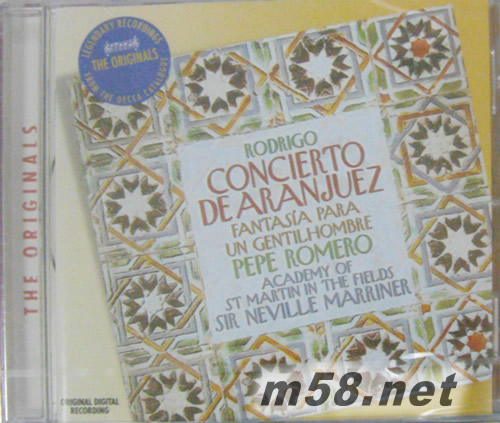 LEGENDARY RECORDINGS
THE ORIGINALS
FROM THE DECCA CATALOGUE
THE ORIGINALS
RODRIGO
CONCIERTO
DE ARANJUEZ
FANTASÍA PARA
UN GENTILHOMBRE
PEPE ROMERO
ACADEMY OF
ST MARTIN IN THE FIELDS
SIR NEVILLE MARRINER
ORIGINAL DIGITAL
RECORDING
m58.net